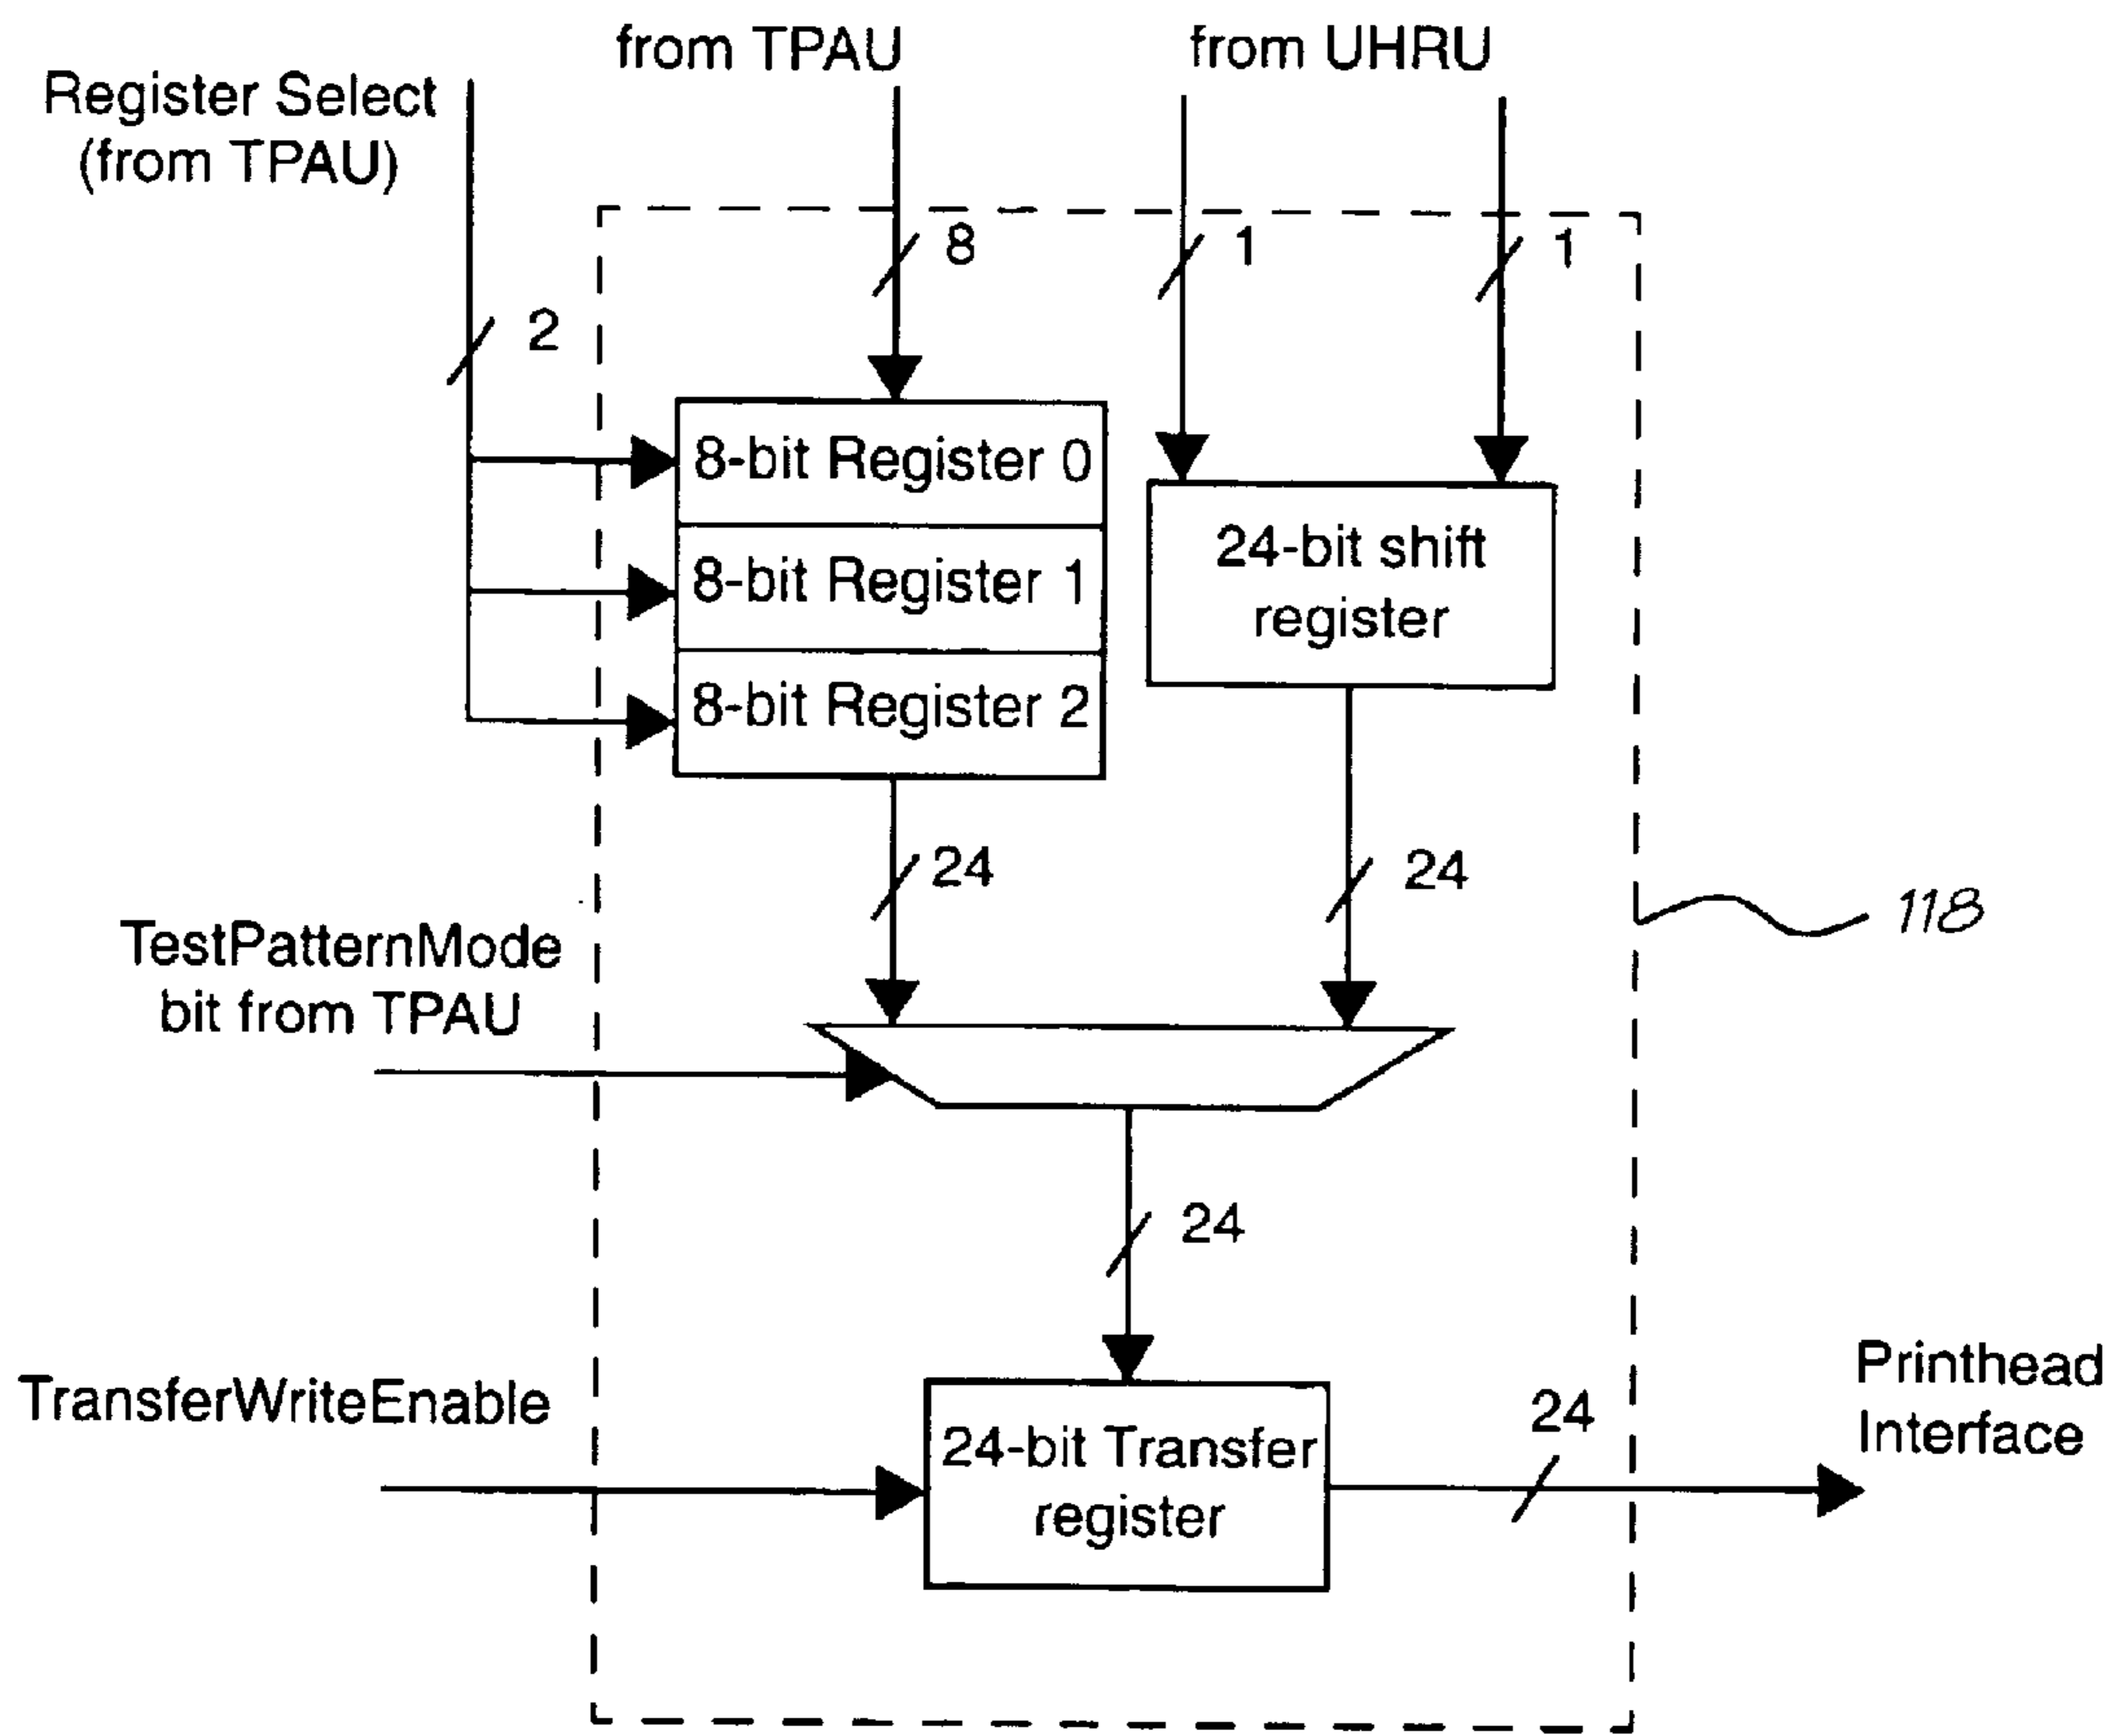 from TPAU
from UHRU
Register Select
(from TPAU)
8
1
1
2
8-bit Register 0
8-bit Register 1
8-bit Register 2
24-bit shift
register
24
24
118
TestPatternMode
bit from TPAU
24
TransferWriteEnable
24-bit Transfer
register
24
Printhead
Interface